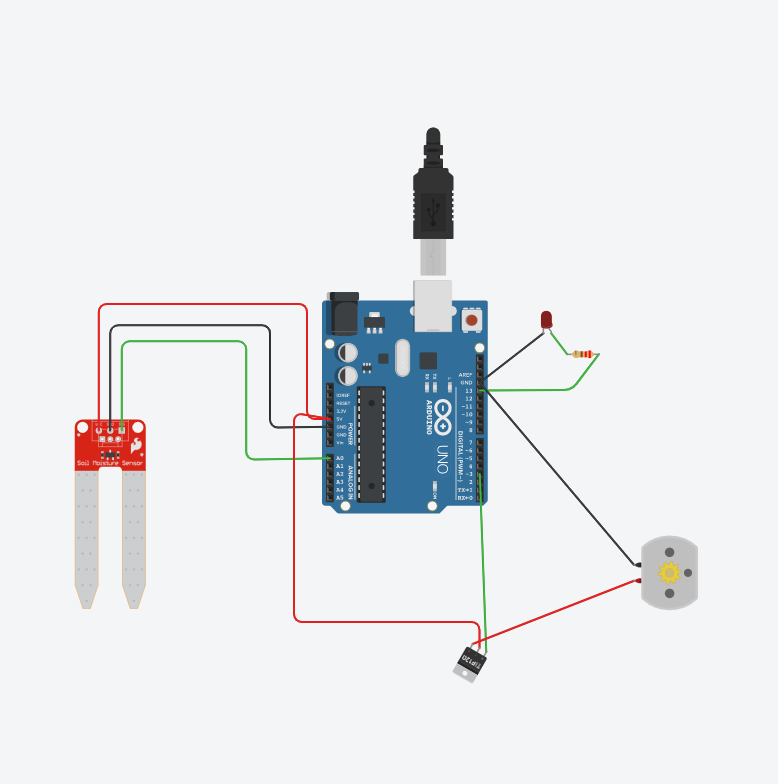 AREF
GND
13
12
~11
~10
~9
8
7
~6
~5
4
~3
2
TX→1
RX←0
DIGITAL (PWM~)
IOREF
RESET
3.3V
5V
GND
GND
Vin
POWER
A0
A1
A2
A3
A4
A5
ANALOG IN
RX
TX
L
ARDUINO
UNO
ON
Soil Moisture Sensor
TIP120